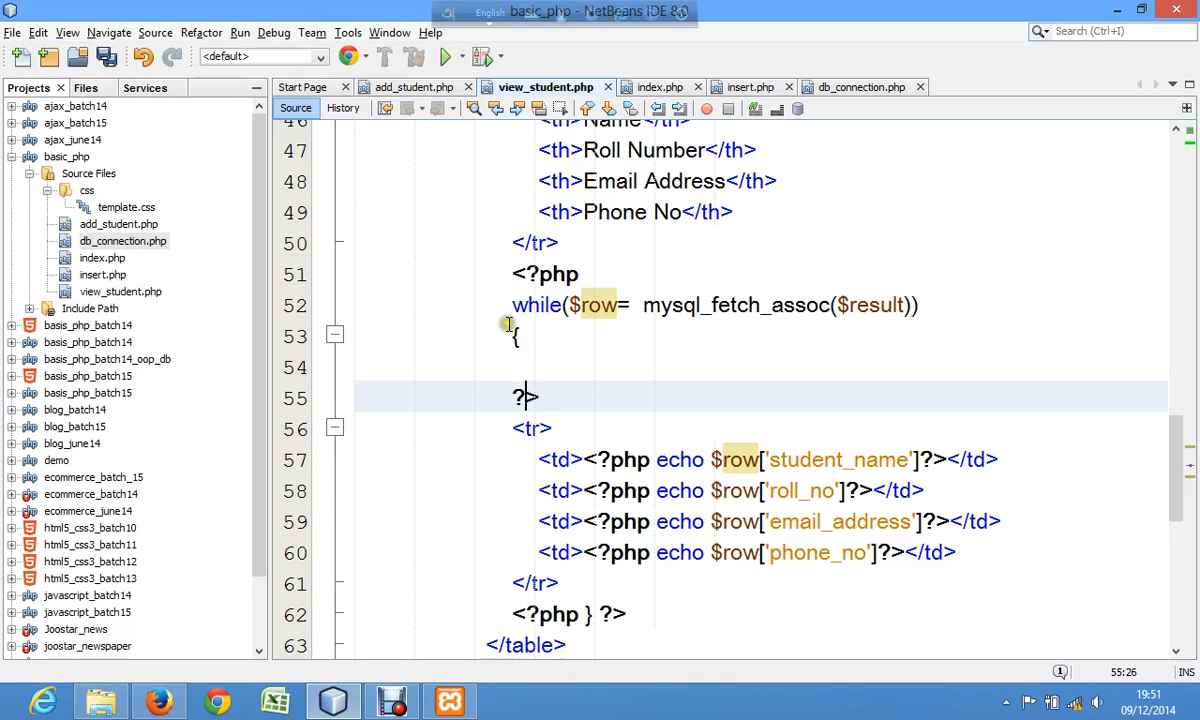 English
basic_php - NetBeans IDE 8.0
File Edit View Navigate Source Refactor Run Debug Team Tools Window Help
<default>
Search (Ctrl+I)
Projects Files Services
Start Page add_student.php view_student.php index.php insert.php db_connection.php
Source History
ajax_batch14
ajax_batch15
ajax_june14
basic_php
Source Files
css
template.css
add_student.php
db_connection.php
index.php
insert.php
view_student.php
Include Path
basis_php_batch14
basis_php_batch14
basis_php_batch14_oop_db
basis_php_batch15
basis_php_batch15
blog_batch14
blog_batch15
blog_june14
demo
ecommerce_batch_15
ecommerce_batch14
ecommerce_june14
html5_css3_batch10
html5_css3_batch11
html5_css3_batch12
html5_css3_batch13
javascript_batch14
javascript_batch15
Joostar_news
joostar_newspaper
46 <th>Name</th>
47 <th>Roll Number</th>
48 <th>Email Address</th>
49 <th>Phone No</th>
50 </tr>
51 <?php
52 while($row=  mysql_fetch_assoc($result))
53 {
54
55 ?>
56 <tr>
57 <td><?php echo $row['student_name']?></td>
58 <td><?php echo $row['roll_no']?></td>
59 <td><?php echo $row['email_address']?></td>
60 <td><?php echo $row['phone_no']?></td>
61 </tr>
62 <?php } ?>
63 </table>
1 55:26 INS
19:51
09/12/2014